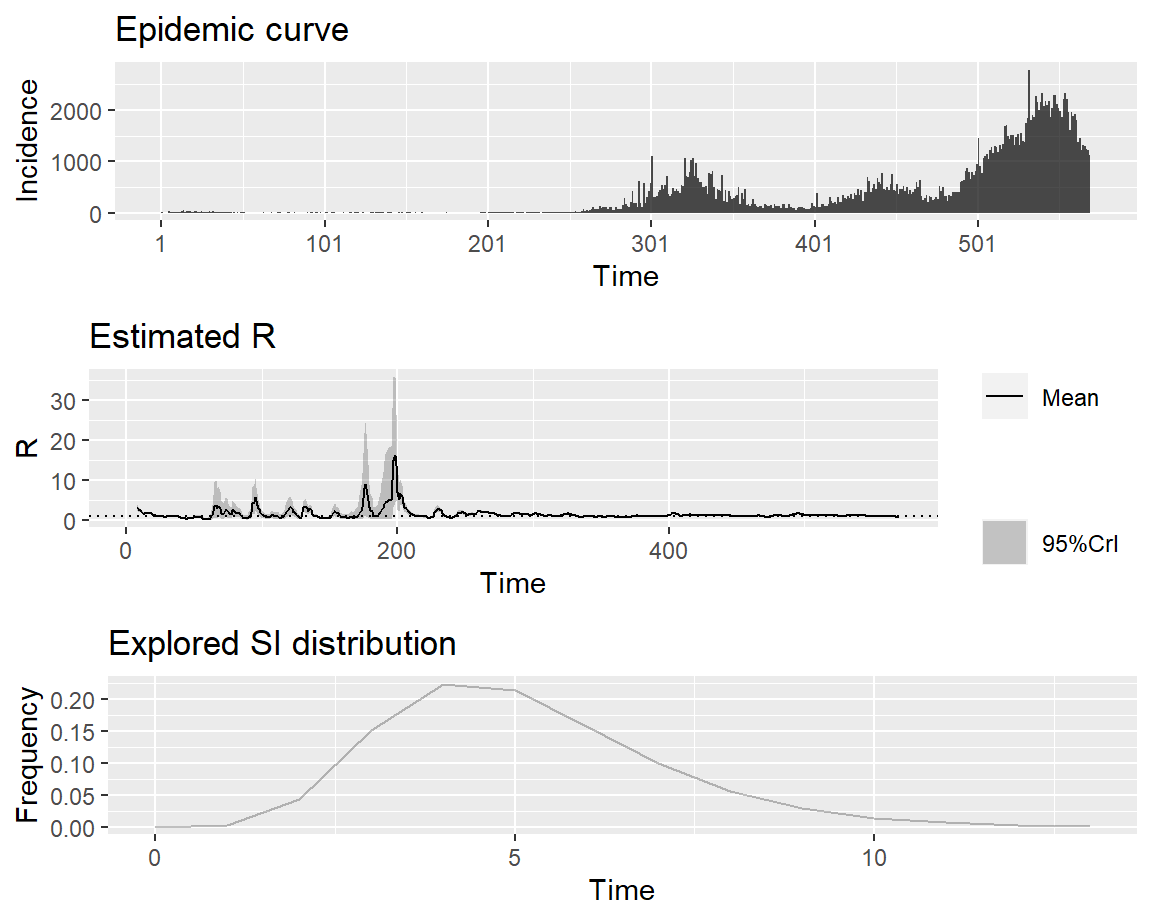 Epidemic curve
Incidence
2000
1000
0
1 101 201 301 401 501
Time
Estimated R
R
30
20
10
0
0 200 400
Time
Mean
95%CrI
Explored SI distribution
Frequency
0.20
0.15
0.10
0.05
0.00
0 5 10
Time